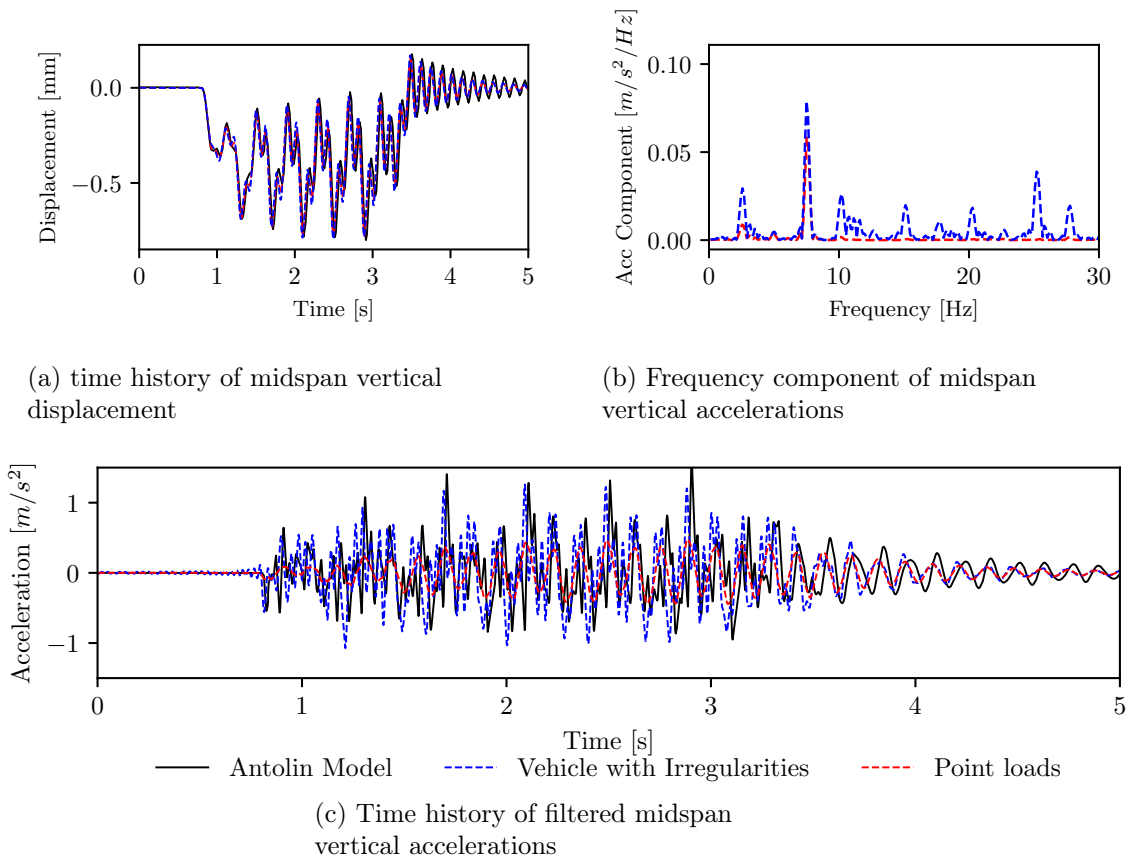 Displacement [mm]
0.0
−0.5
0 1 2 3 4 5
Time [s]
Acc Component [m/s²/Hz]
0.10
0.05
0.00
0 10 20 30
Frequency [Hz]
(a) time history of midspan vertical
displacement
(b) Frequency component of midspan
vertical accelerations
Acceleration [m/s²]
1
0
−1
0 1 2 3 4 5
Time [s]
Antolin Model Vehicle with Irregularities Point loads
(c) Time history of filtered midspan
vertical accelerations